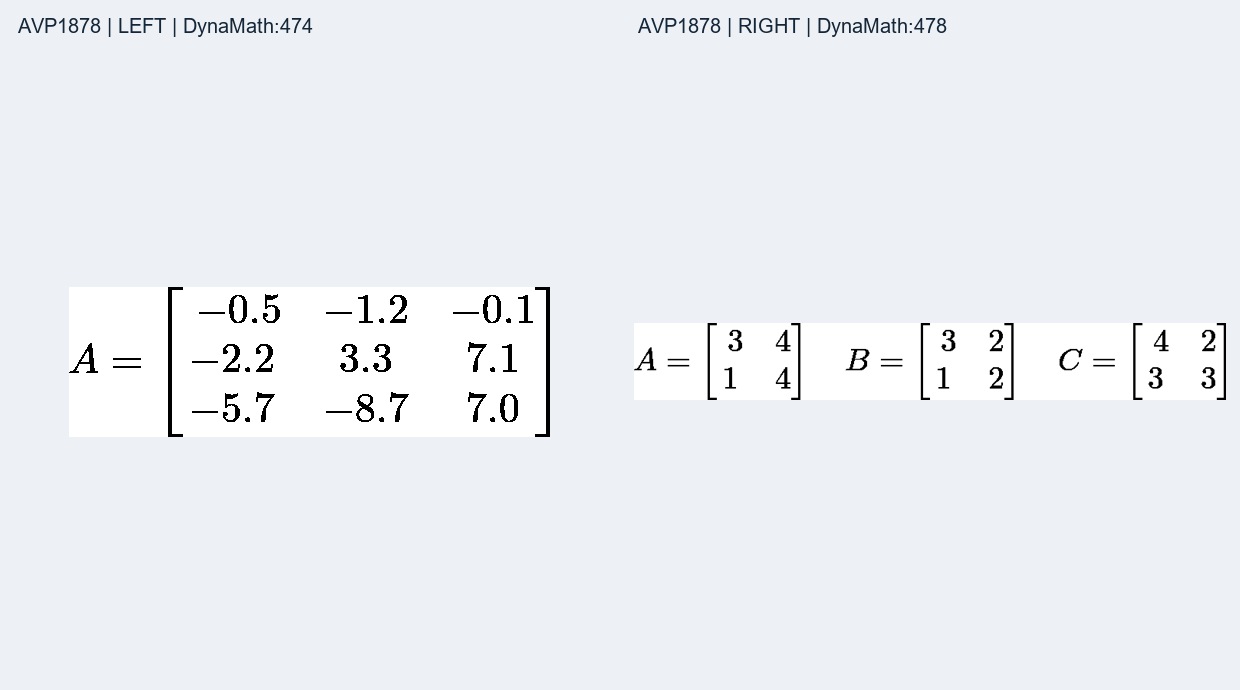 AVP1878 | LEFT | DynaMath:474
AVP1878 | RIGHT | DynaMath:478
A = [ −0.5 −1.2 −0.1
−2.2 3.3 7.1
−5.7 −8.7 7.0 ]
A = [ 3 4
1 4 ]
B = [ 3 2
1 2 ]
C = [ 4 2
3 3 ]